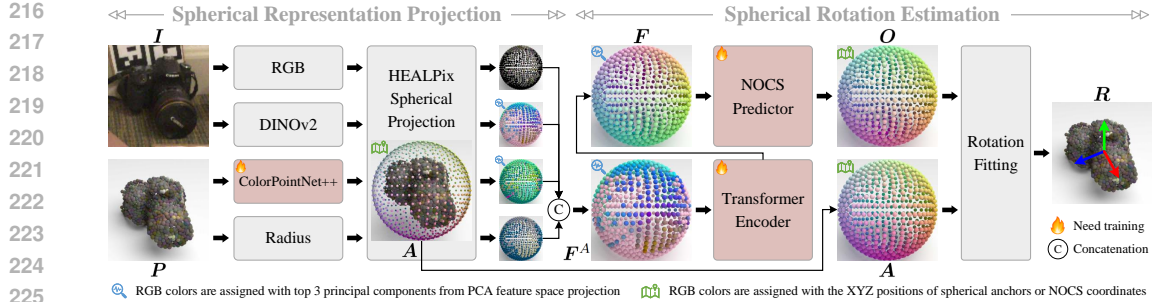 216
217
218
219
220
221
222
223
224
225
Spherical Representation Projection
Spherical Rotation Estimation
I
RGB
DINOv2
ColorPointNet++
Radius
P
HEALPix
Spherical
Projection
A
C
F^A
F
NOCS
Predictor
Transformer
Encoder
O
A
Rotation
Fitting
R
Need training
C Concatenation
RGB colors are assigned with top 3 principal components from PCA feature space projection
RGB colors are assigned with the XYZ positions of spherical anchors or NOCS coordinates